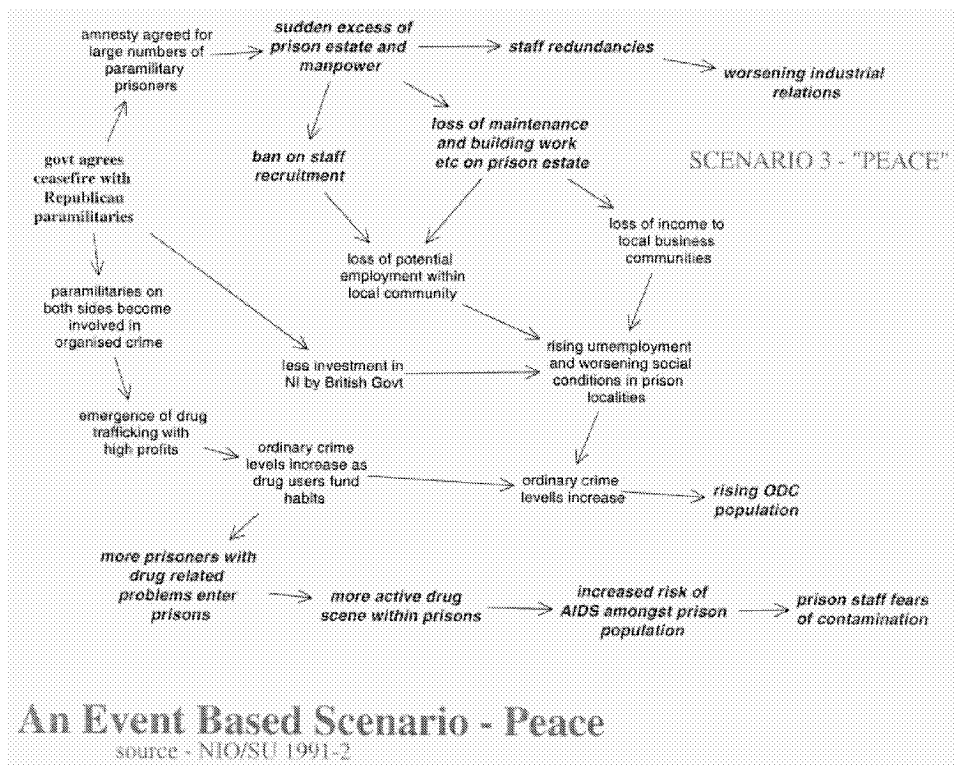 amnesty agreed for
large numbers of
paramilitary
prisoners
sudden excess of
prison estate and
manpower
staff redundancies
worsening industrial
relations
loss of maintenance
and building work
etc on prison estate
ban on staff
recruitment
SCENARIO 3 - "PEACE"
govt agrees
ceasefire with
Republican
paramilitaries
loss of income to
local business
communities
loss of potential
employment within
local community
paramilitaries on
both sides become
involved in
organised crime
less investment in
NI by British Govt
rising umemployment
and worsening social
conditions in prison
localities
emergence of drug
trafficking with
high profits
ordinary crime
levels increase as
drug users fund
habits
ordinary crime
levells increase
rising ODC
population
more prisoners with
drug related
problems enter
prisons
more active drug
scene within prisons
increased risk of
AIDS amongst prison
population
prison staff fears
of contamination
An Event Based Scenario - Peace
source - NIO/SU 1991-2